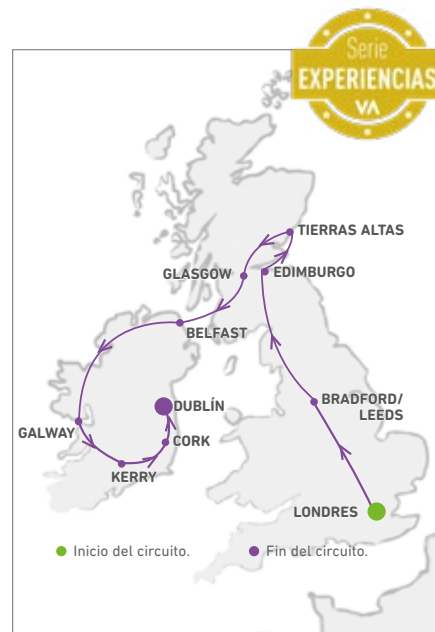 Serie
EXPERIENCIAS
VA
TIERRAS ALTAS
GLASGOW
EDIMBURGO
BELFAST
DUBLÍN
BRADFORD/
LEEDS
GALWAY
CORK
KERRY
LONDRES
Inicio del circuito.
Fin del circuito.